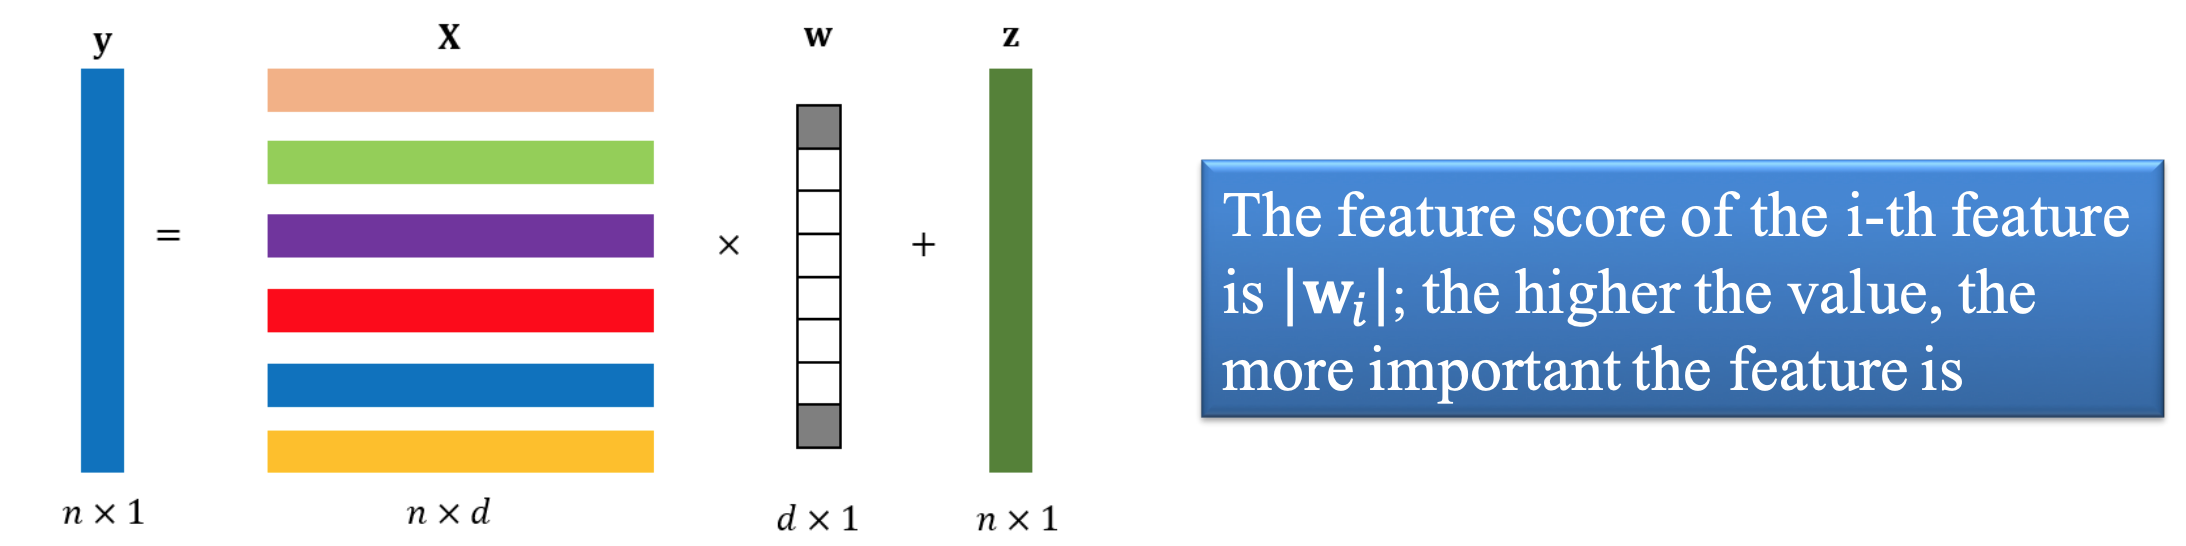 y = X × w + z
n × 1 n × d d × 1 n × 1
The feature score of the i-th feature
is |wᵢ|; the higher the value, the
more important the feature is